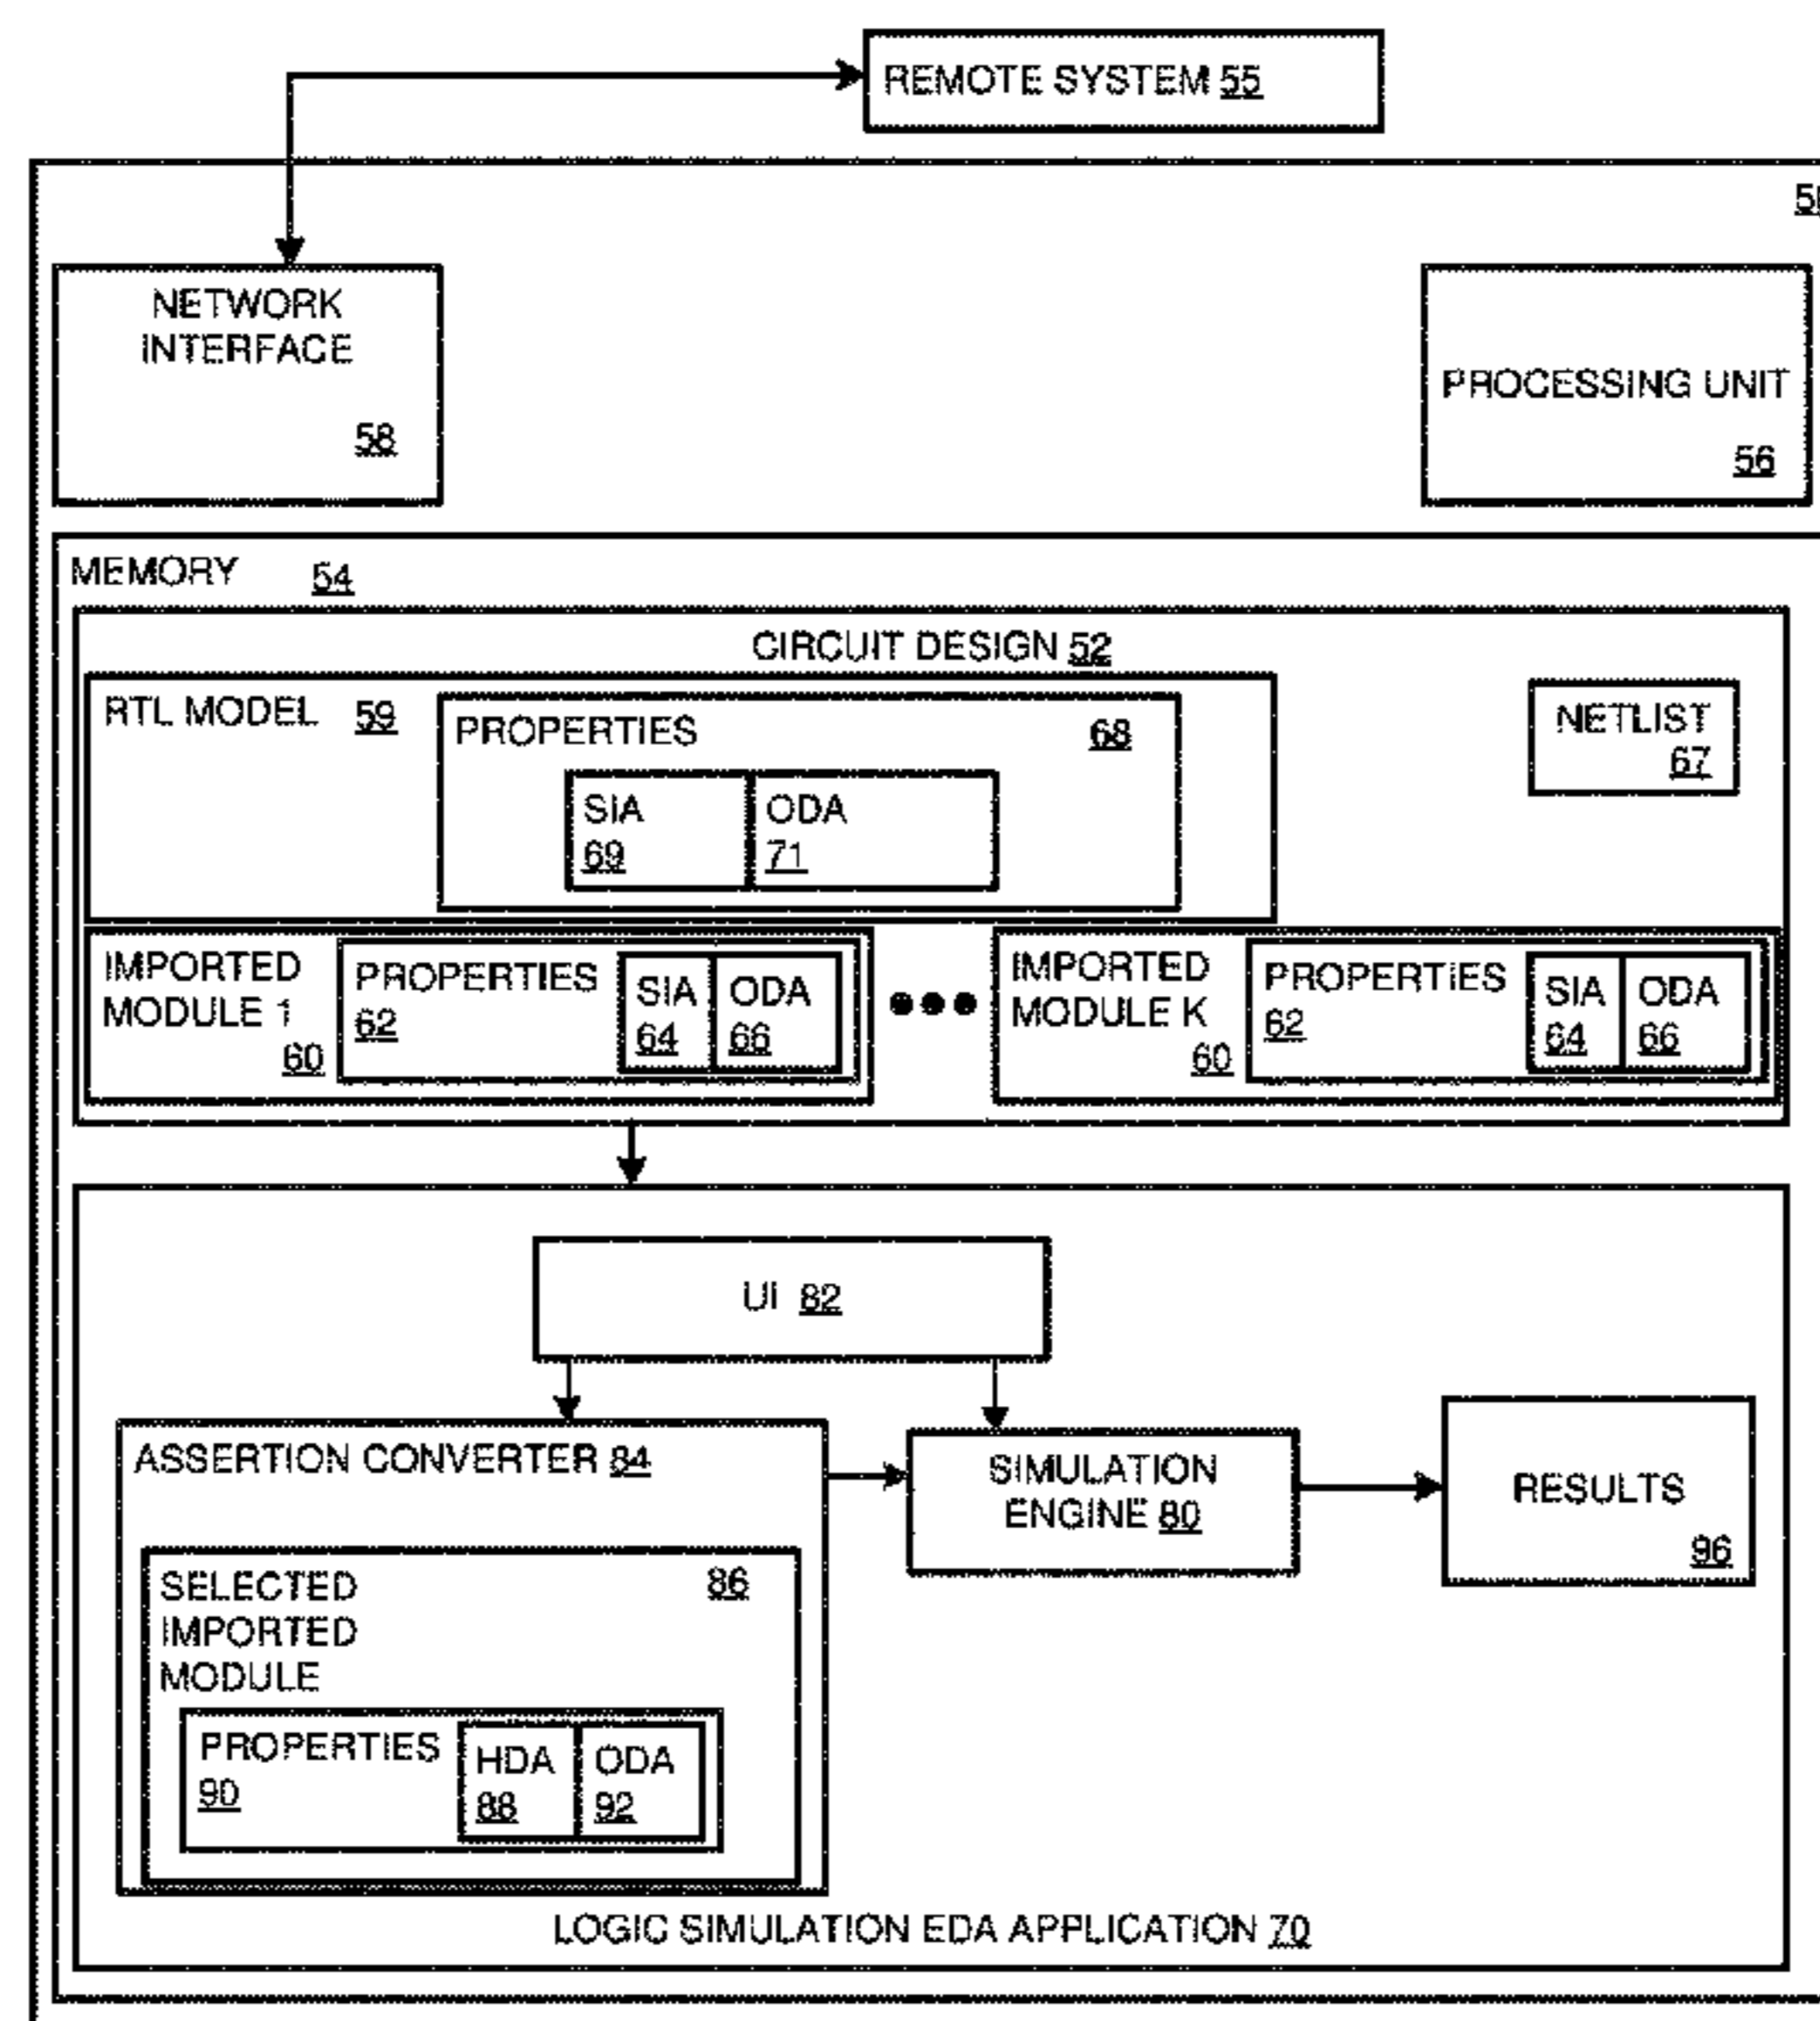 REMOTE SYSTEM 55
NETWORK
INTERFACE
58
PROCESSING UNIT
56
MEMORY 54
CIRCUIT DESIGN 52
RTL MODEL 59
PROPERTIES 68
SIA
69
ODA
71
NETLIST
67
IMPORTED
MODULE 1
60
PROPERTIES
62
SIA
64
ODA
66
IMPORTED
MODULE K
60
PROPERTIES
62
SIA
64
ODA
66
UI 82
ASSERTION CONVERTER 84
SIMULATION
ENGINE 80
RESULTS
96
SELECTED
IMPORTED
MODULE
86
PROPERTIES
90
HDA
88
ODA
92
LOGIC SIMULATION EDA APPLICATION 70